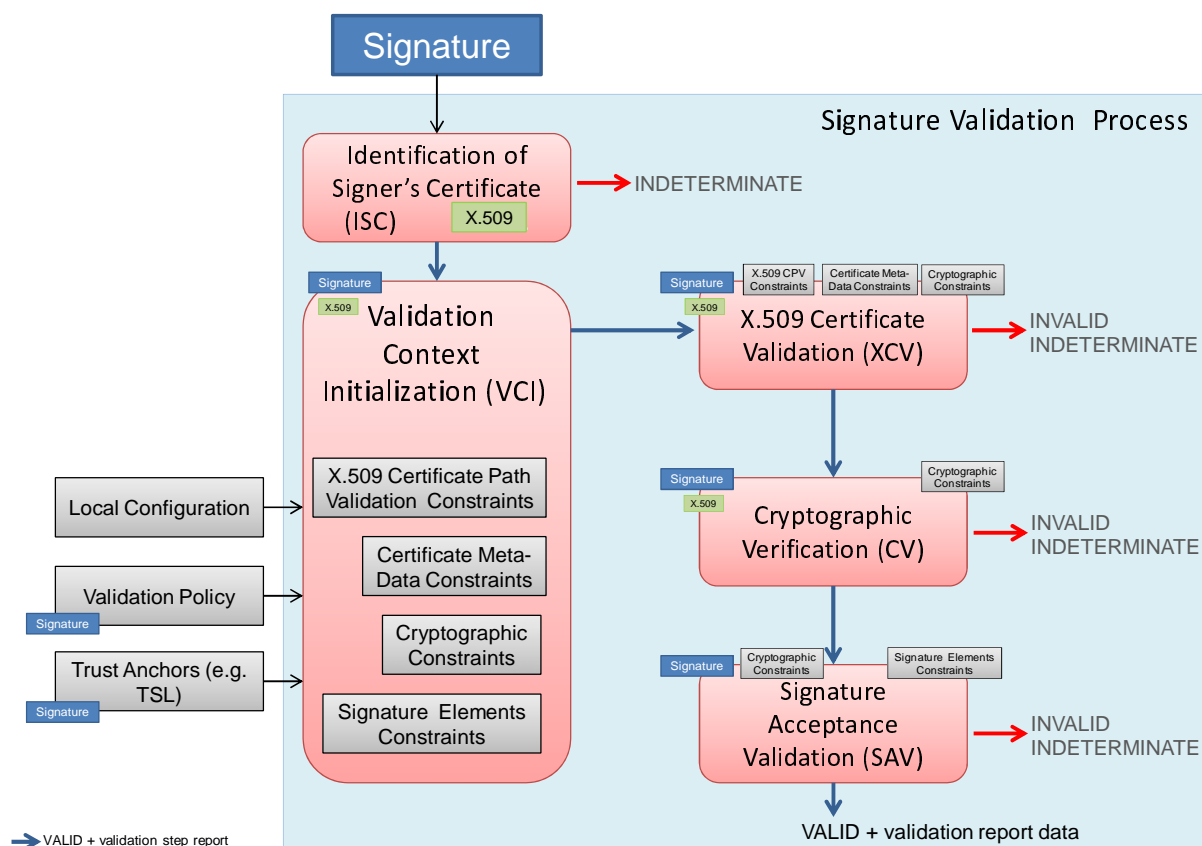 Signature
Signature Validation Process
Identification of
Signer's Certificate
(ISC)
X.509
INDETERMINATE
Signature
X.509
Validation
Context
Initialization (VCI)
X.509 Certificate Path
Validation Constraints
Certificate Meta-
Data Constraints
Cryptographic
Constraints
Signature Elements
Constraints
Local Configuration
Validation Policy
Signature
Trust Anchors (e.g.
TSL)
Signature
Signature
X.509
X.509 CPV
Constraints
Certificate Meta-
Data Constraints
Cryptographic
Constraints
X.509 Certificate
Validation (XCV)
INVALID
INDETERMINATE
Signature
X.509
Cryptographic
Constraints
Cryptographic
Verification (CV)
INVALID
INDETERMINATE
Signature
Cryptographic
Constraints
Signature Elements
Constraints
Signature
Acceptance
Validation (SAV)
INVALID
INDETERMINATE
VALID + validation report data
VALID + validation step report